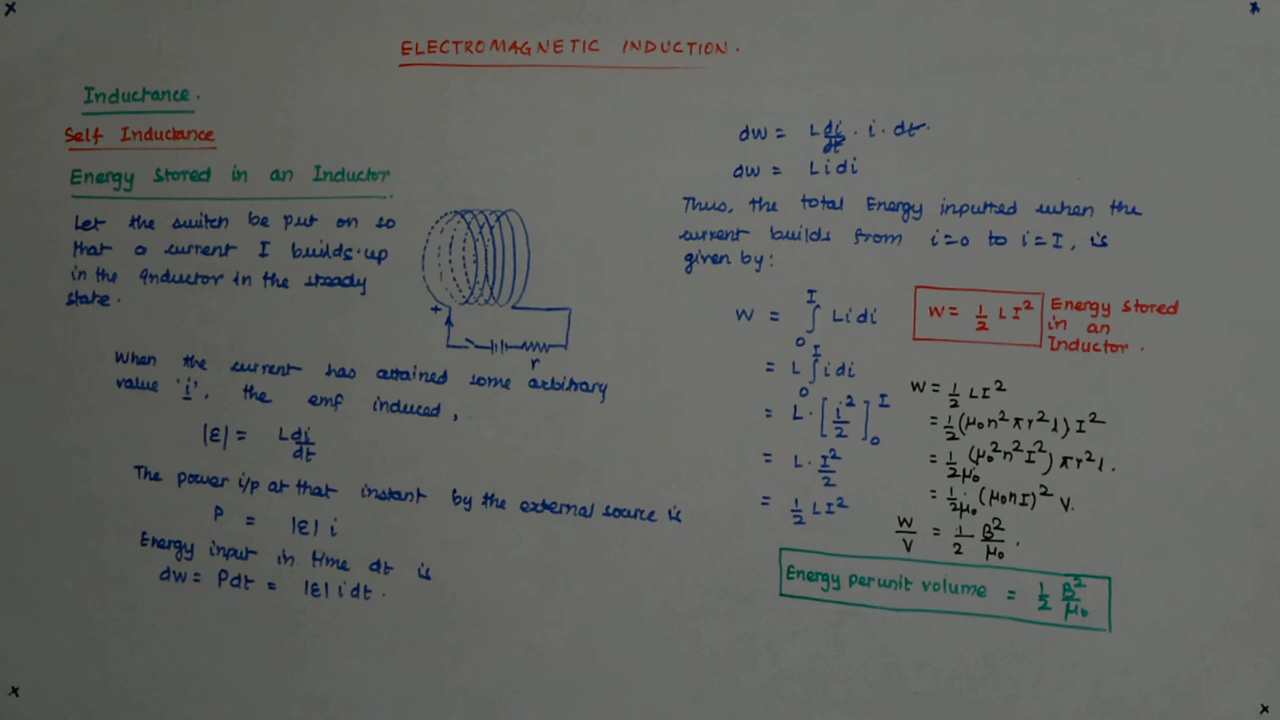 ELECTROMAGNETIC INDUCTION.
Inductance.
Self Inductance
Energy Stored in an Inductor
Let the switch be put on so
that a current I builds-up
in the Inductor in the steady
state.
+
r
When the current has attained some arbitrary
value 'i', the emf induced,
|ε| = L di/dt
The power i/p at that instant by the external source is
P = |ε| i
Energy input in time dt is
dw = Pdt = |ε| i dt.
dw = L di/dt . i . dt.
dw = L i di
Thus, the total Energy inputted when the
current builds from i=0 to i=I, is
given by:
W = ∫₀ᴵ L i di
= L ∫₀ᴵ i di
= L . [i²/2]₀ᴵ
= L . I²/2
= 1/2 LI²
W = 1/2 LI²
Energy stored
in an
Inductor.
W = 1/2 LI²
= 1/2 (μ₀n²πr²l) I²
= 1/2μ₀ (μ₀²n²I²) πr²l.
= 1/2μ₀ (μ₀nI)² V.
W/V = 1/2 B²/μ₀.
Energy per unit volume = 1/2 B²/μ₀